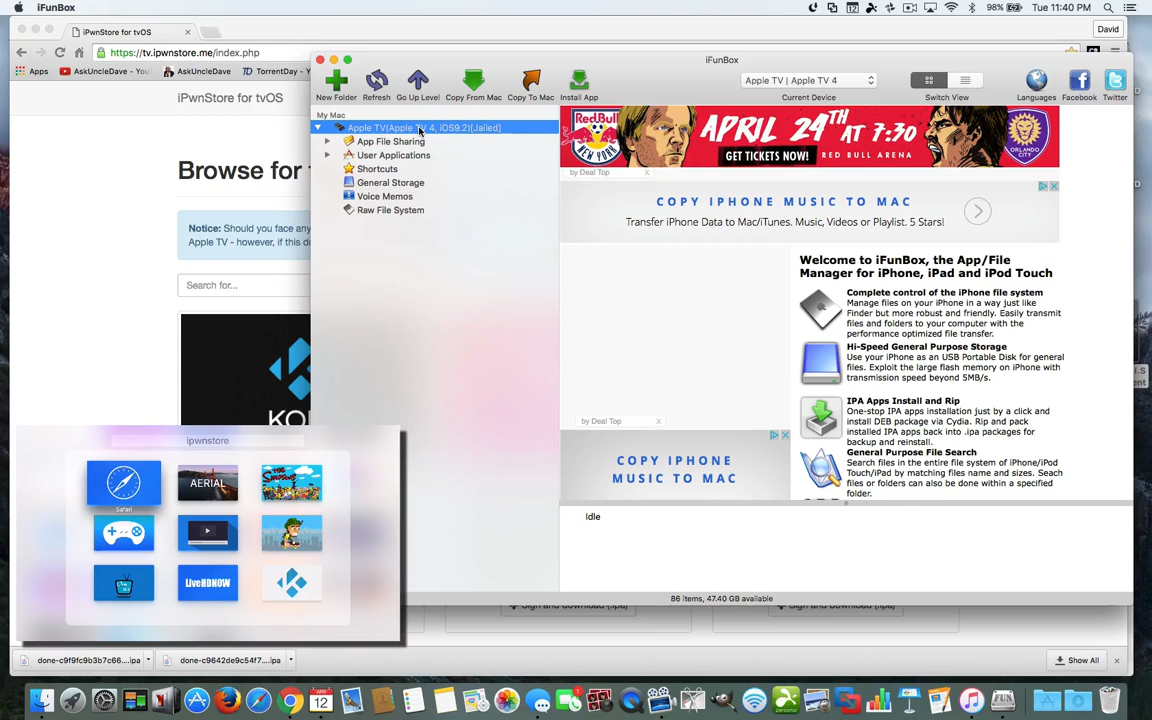 iFunBox
98%
Tue 11:40 PM
iPwnStore for tvOS
David
https://tv.ipwnstore.me/index.php
Apps
AskUncleDave - You
AskUncleDave
TorrentDay -
iPwnStore for tvOS
Browse for
Notice: Should you face any
Apple TV - however, if this d
Search for...
KO
iFunBox
New Folder
Refresh
Go Up Level
Copy From Mac
Copy To Mac
Install App
Apple TV | Apple TV 4
Current Device
Switch View
Languages
Facebook
Twitter
My Mac
Apple TV(Apple TV 4, iOS9.2)[Jailed]
App File Sharing
User Applications
Shortcuts
General Storage
Voice Memos
Raw File System
APRIL 24TH AT 7:30
GET TICKETS NOW!
RED BULL ARENA
by Deal Top
COPY IPHONE MUSIC TO MAC
Transfer iPhone Data to Mac/iTunes. Music, Videos or Playlist. 5 Stars!
Welcome to iFunBox, the App/File
Manager for iPhone, iPad and iPod Touch
Complete control of the iPhone file system
Manage files on your iPhone in a way just like
Finder but more robust and friendly. Easily transmit
files and folders to your computer with the
performance optimized file transfer.
Hi-Speed General Purpose Storage
Use your iPhone as an USB Portable Disk for general
files. Exploit the large flash memory on iPhone with
transmission speed beyond 5MB/s.
IPA Apps Install and Rip
One-stop IPA apps installation just by a click and
install DEB package via Cydia. Rip and pack
installed IPA apps back into .ipa packages for
backup and reinstall.
General Purpose File Search
Search files in the entire file system of iPhone/iPod
Touch/iPad by matching files name and sizes. Seach
files or folders can also be done within a specified
folder.
by Deal Top
COPY IPHONE
MUSIC TO MAC
Idle
86 items, 47.40 GB available
ipwnstore
Safari
AERIAL
LiveHDNOW
Sign and download (.ipa)
done-c9f9fc9b3b7c66....ipa
done-c9642de9c54f7....ipa
Show All